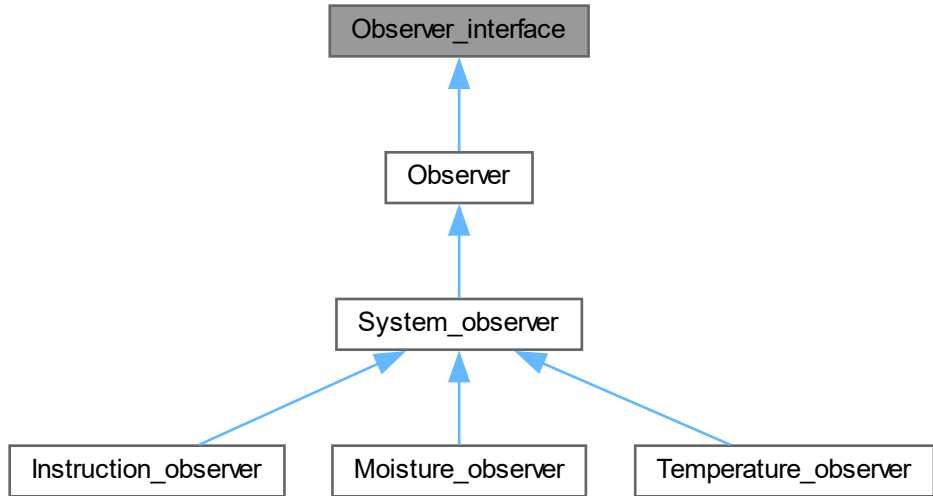 Observer_interface
Observer
System_observer
Instruction_observer
Moisture_observer
Temperature_observer